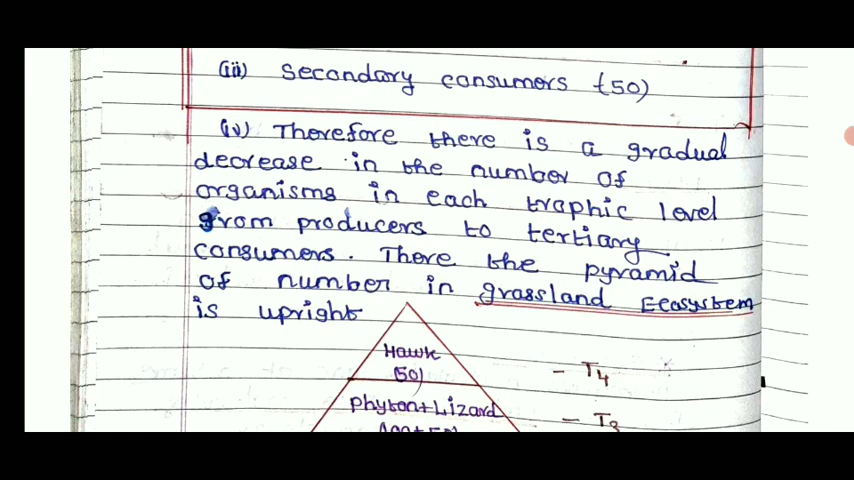 (iii) Secondary consumers (50)
(iv) Therefore there is a gradual
decrease in the number of
organisms in each trophic level
from producers to tertiary
consumers. There the pyramid
of number in grassland Ecosystem
is upright
Hawk
(50)
- T4
Phyton+Lizard
- T3